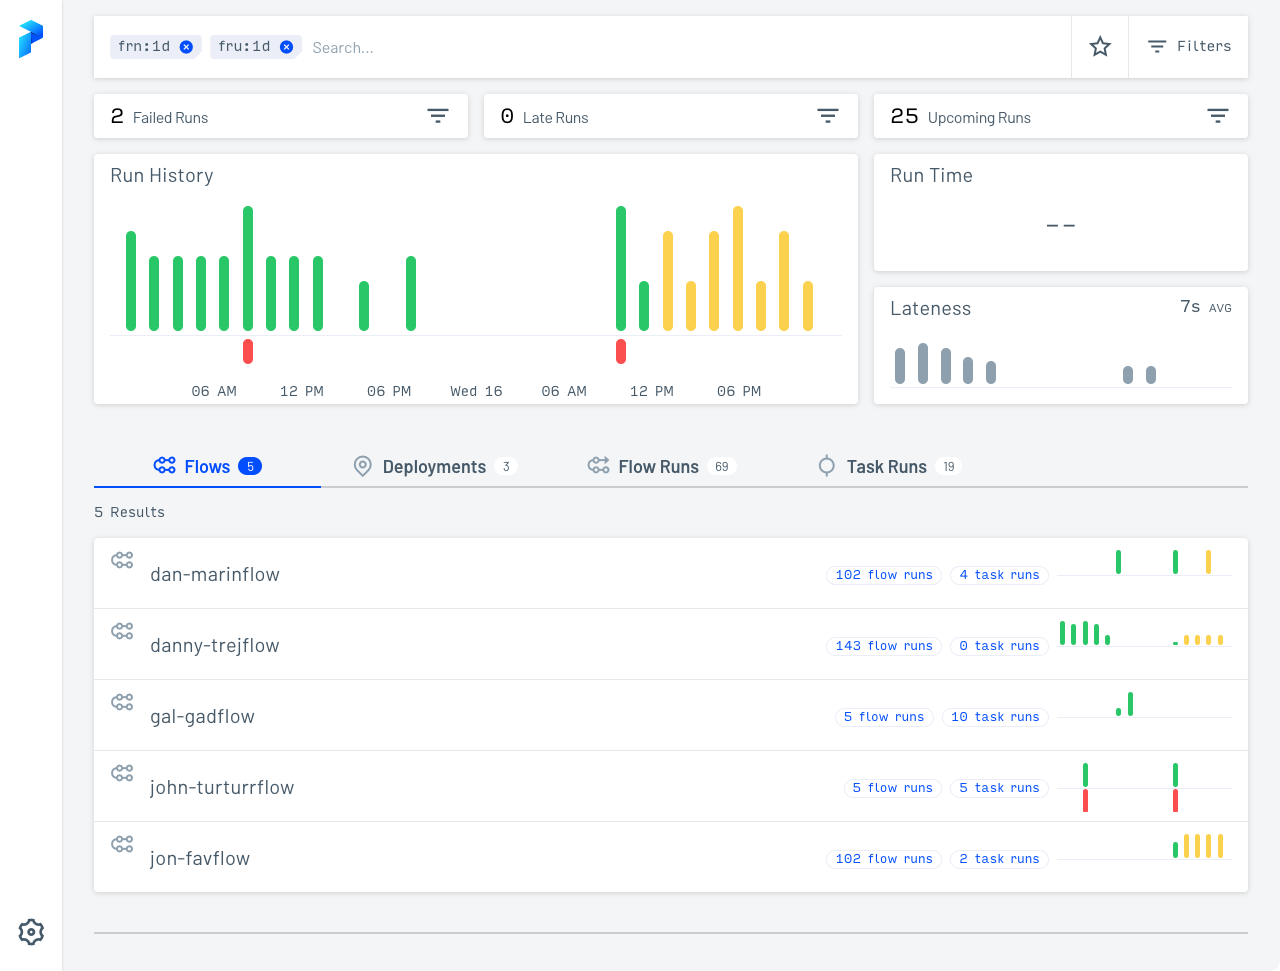 frn:1d fru:1d Search... Filters
2 Failed Runs 0 Late Runs 25 Upcoming Runs
Run History
06 AM 12 PM 06 PM Wed 16 06 AM 12 PM 06 PM
Run Time
--
Lateness 7s AVG
Flows 5 Deployments 3 Flow Runs 69 Task Runs 19
5 Results
dan-marinflow 102 flow runs 4 task runs
danny-trejflow 143 flow runs 0 task runs
gal-gadflow 5 flow runs 10 task runs
john-turturrflow 5 flow runs 5 task runs
jon-favflow 102 flow runs 2 task runs